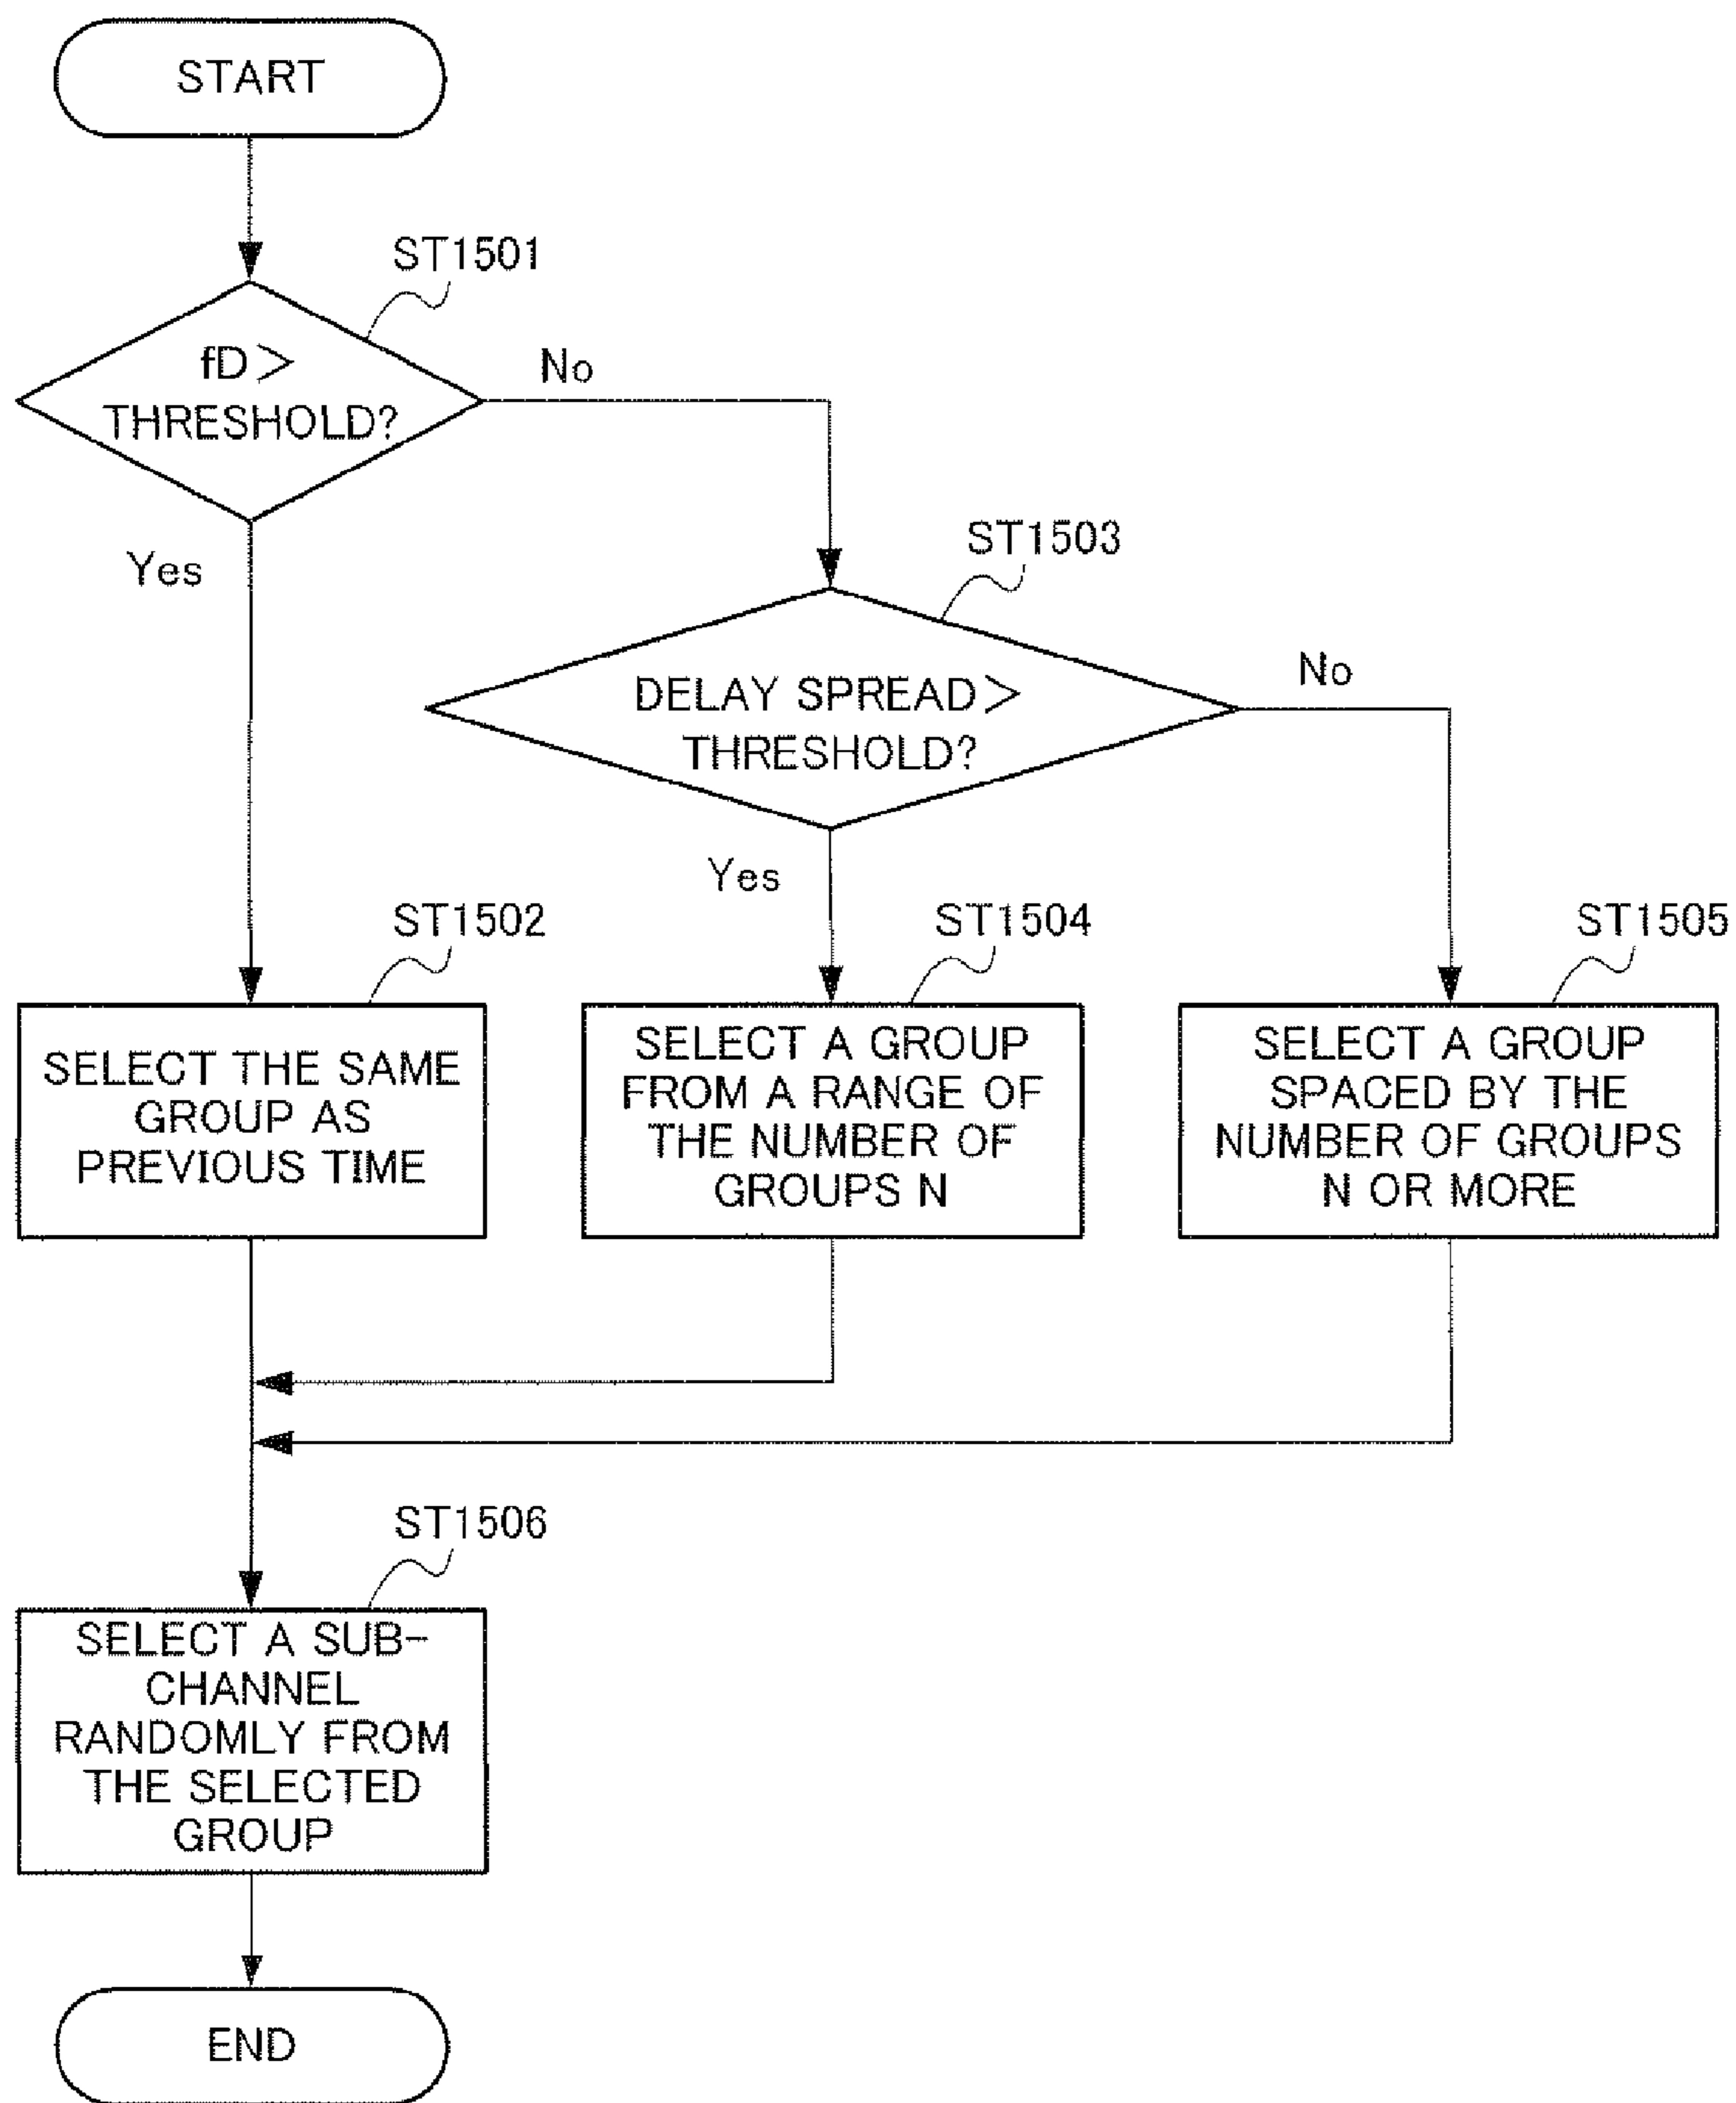 START
ST1501
fD>
THRESHOLD?
No
Yes
ST1503
DELAY SPREAD>
THRESHOLD?
No
Yes
ST1502
SELECT THE SAME
GROUP AS
PREVIOUS TIME
ST1504
SELECT A GROUP
FROM A RANGE OF
THE NUMBER OF
GROUPS N
ST1505
SELECT A GROUP
SPACED BY THE
NUMBER OF GROUPS
N OR MORE
ST1506
SELECT A SUB-
CHANNEL
RANDOMLY FROM
THE SELECTED
GROUP
END